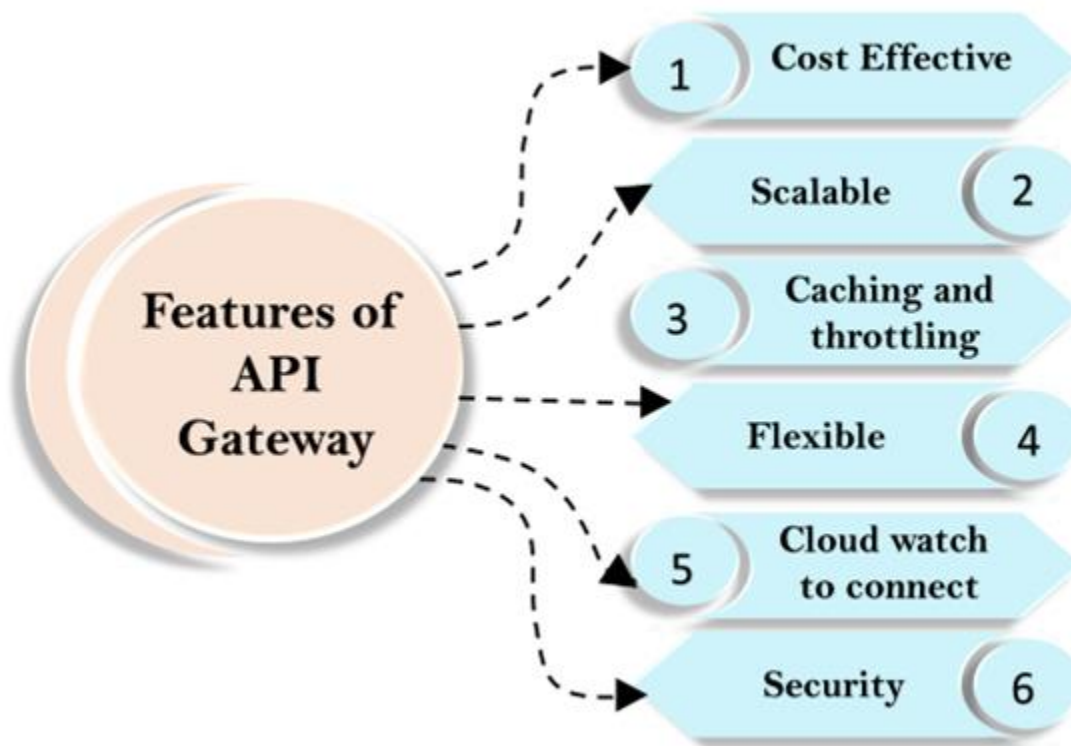 Features of
API
Gateway
1
Cost Effective
Scalable
2
3
Caching and
throttling
Flexible
4
5
Cloud watch
to connect
Security
6